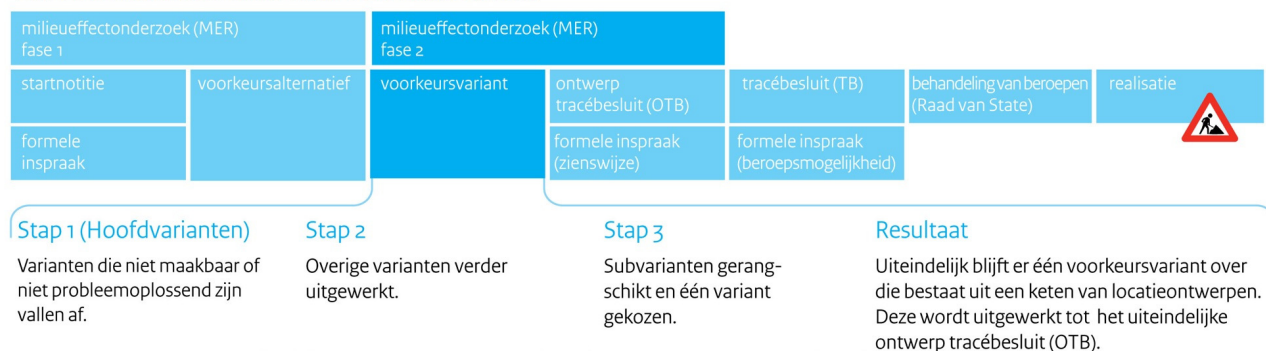 milieueffectonderzoek (MER)
fase 1
milieueffectonderzoek (MER)
fase 2
startnotitie
voorkeursalternatief
voorkeursvariant
ontwerp
tracébesluit (OTB)
tracébesluit (TB)
behandeling van beroepen
(Raad van State)
realisatie
formele
inspraak
formele inspraak
(zienswijze)
formele inspraak
(beroepsmogelijkheid)
Stap 1 (Hoofdvarianten)
Varianten die niet maakbaar of
niet probleemoplossend zijn
vallen af.
Stap 2
Overige varianten verder
uitgewerkt.
Stap 3
Subvarianten gerang-
schikt en één variant
gekozen.
Resultaat
Uiteindelijk blijft er één voorkeursvariant over
die bestaat uit een keten van locatieontwerpen.
Deze wordt uitgewerkt tot het uiteindelijke
ontwerp tracébesluit (OTB).